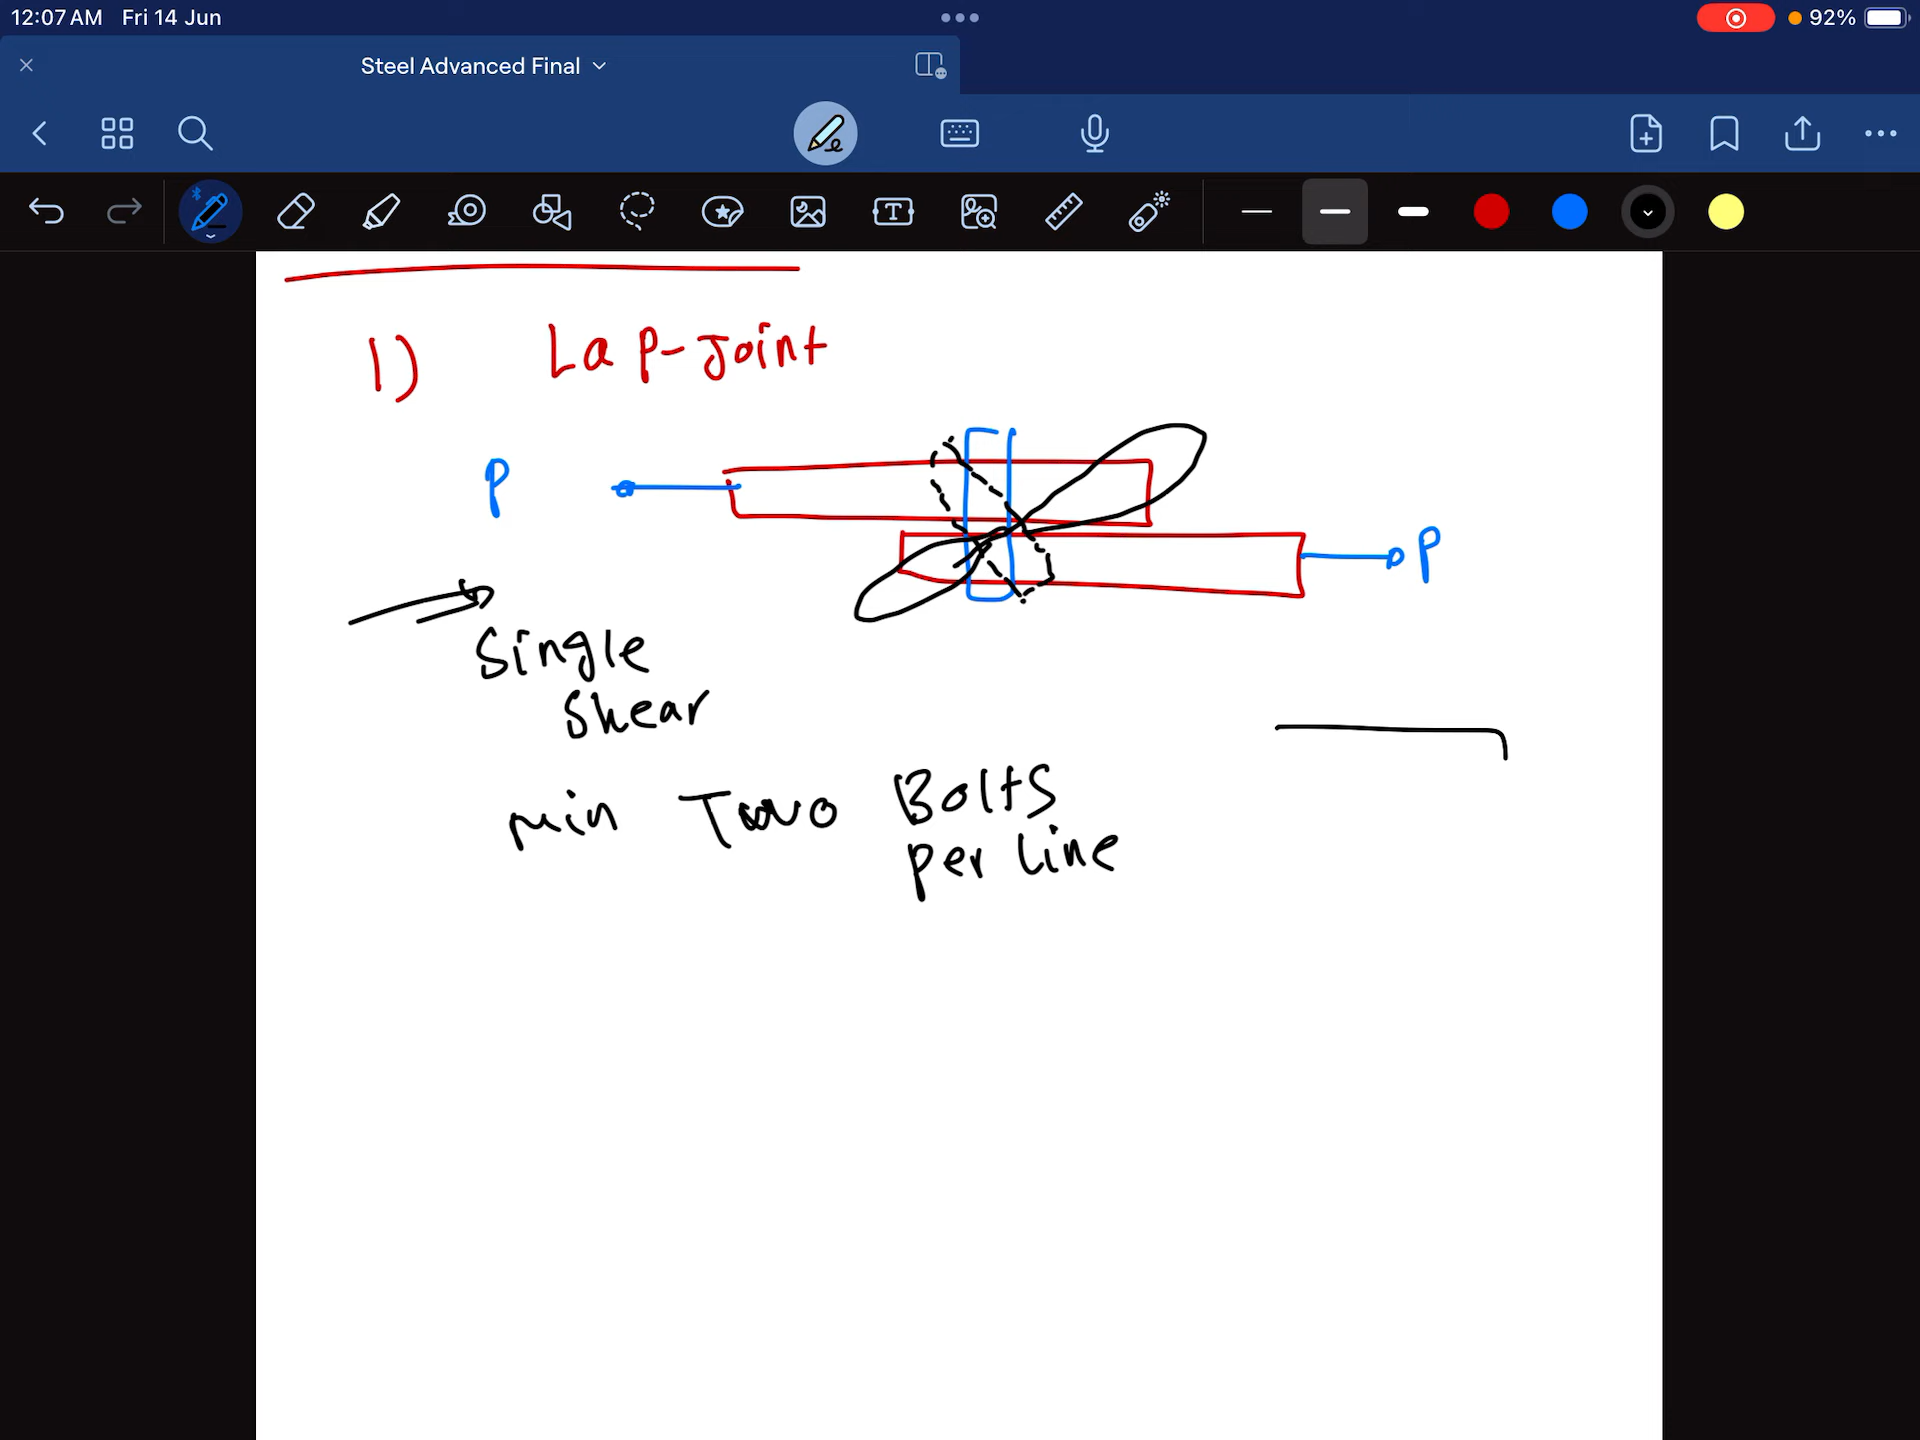 12:07 AM Fri 14 Jun
92%
Steel Advanced Final
1) Lap-Joint
P
P
Single
Shear
min Two Bolts
per Line